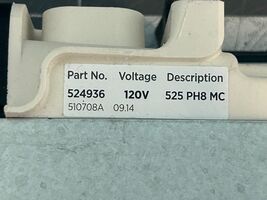 Part No. Voltage Description
524936 120V 525 PH8 MC
510708A 09.14